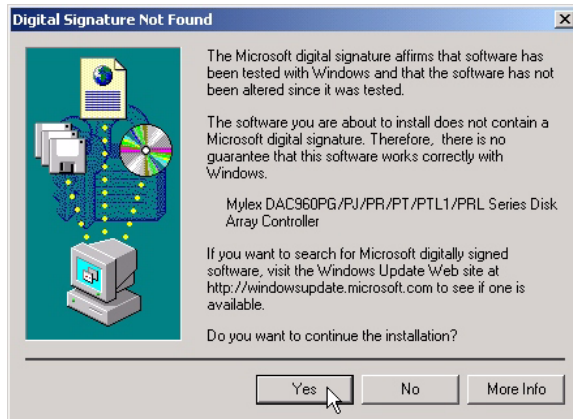 Digital Signature Not Found
The Microsoft digital signature affirms that software has
been tested with Windows and that the software has not
been altered since it was tested.
The software you are about to install does not contain a
Microsoft digital signature. Therefore, there is no
guarantee that this software works correctly with
Windows.
Mylex DAC960PG/PJ/PR/PT/PTL1/PRL Series Disk
Array Controller
If you want to search for Microsoft digitally signed
software, visit the Windows Update Web site at
http://windowsupdate.microsoft.com to see if one is
available.
Do you want to continue the installation?
Yes No More Info